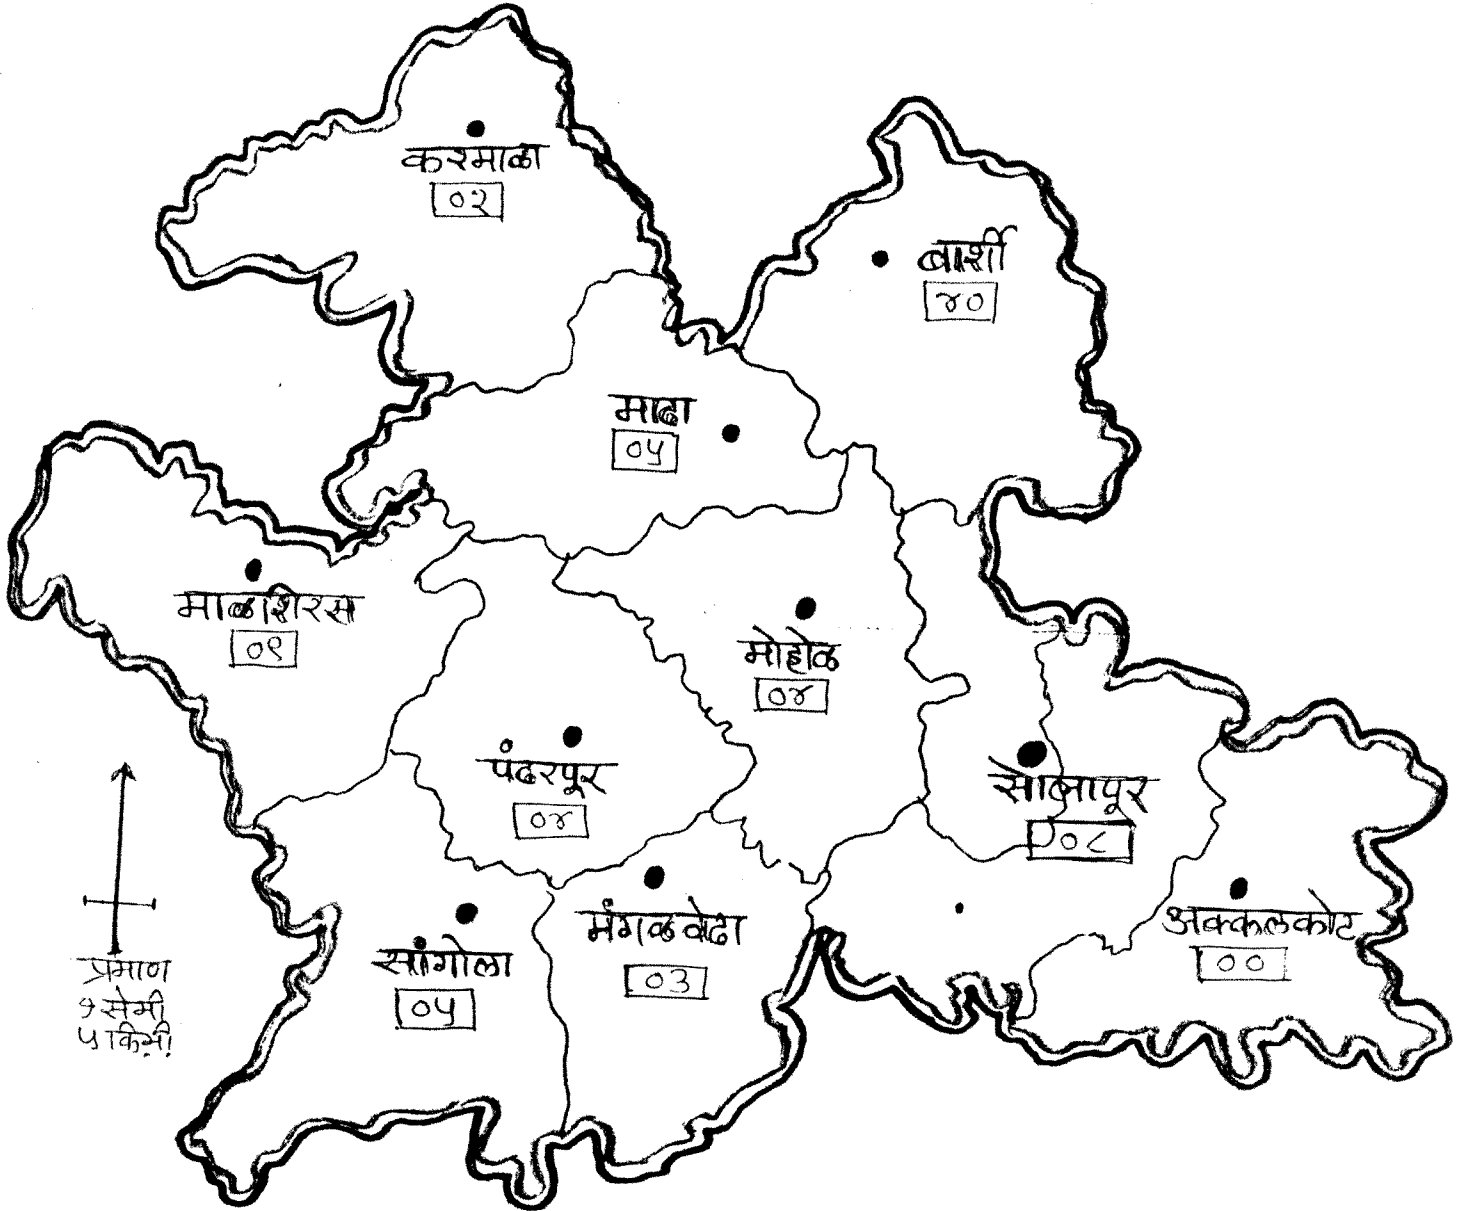 करमाळा
०२
बार्शी
४०
माढा
०५
माळशिरस
०९
मोहोळ
०४
पंढरपूर
०४
सोलापूर
०८
मंगळवेढा
०३
सांगोला
०५
अक्कलकोट
००
प्रमाण
१ सेमी
५ किमी